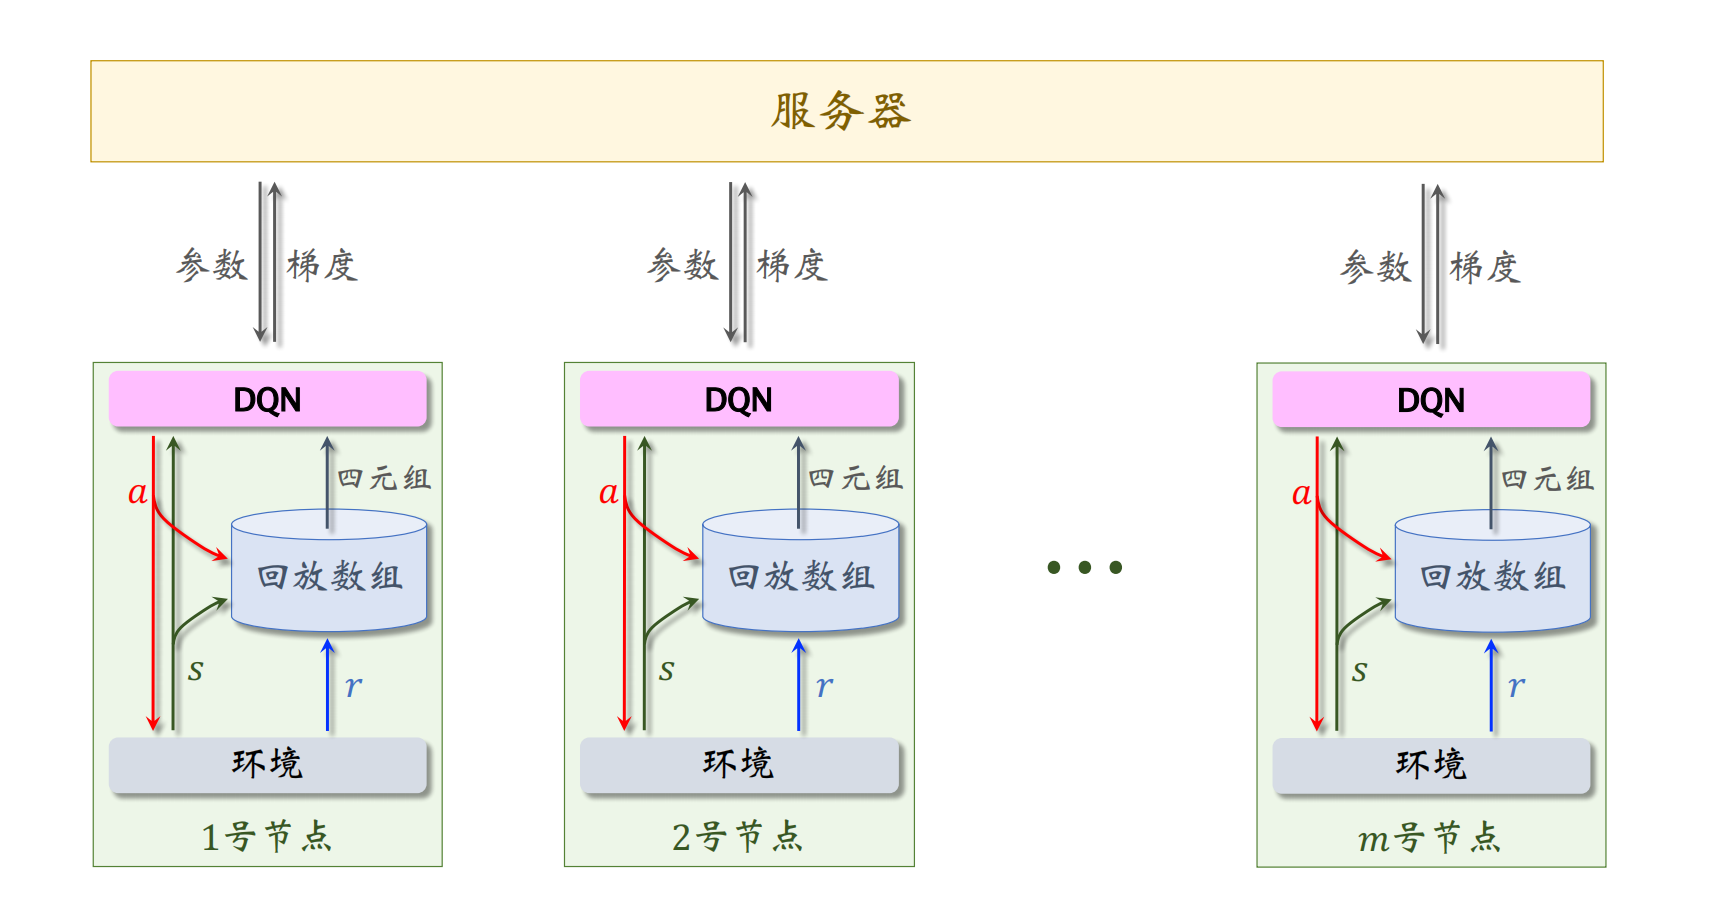 服务器
参数 梯度 参数 梯度 参数 梯度
DQN DQN DQN
四元组 四元组 四元组
a a a
回放数组 回放数组 • • • 回放数组
s s s
r r r
环境 环境 环境
1号节点 2号节点 m号节点